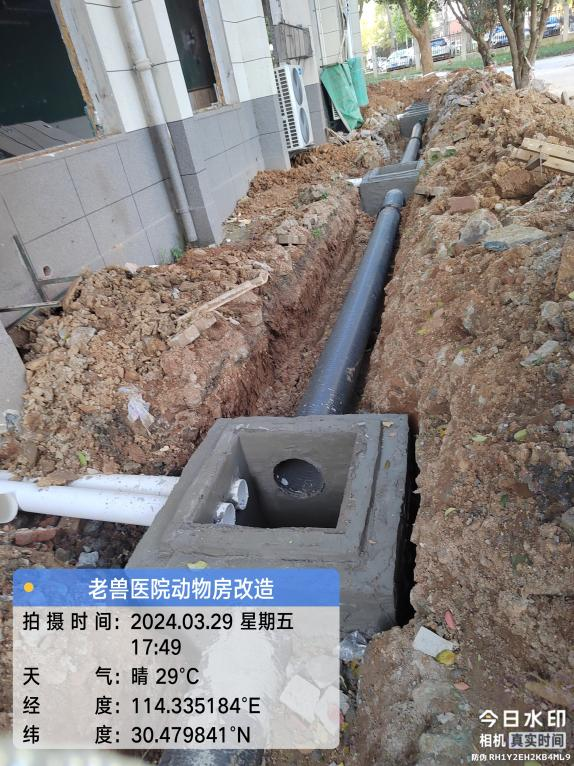 老兽医院动物房改造
拍摄时间：2024.03.29 星期五
17:49
天气：晴 29°C
经度：114.335184°E
纬度：30.479841°N
今日水印
相机 真实时间
防伪 RH1Y2EH2KB4ML9